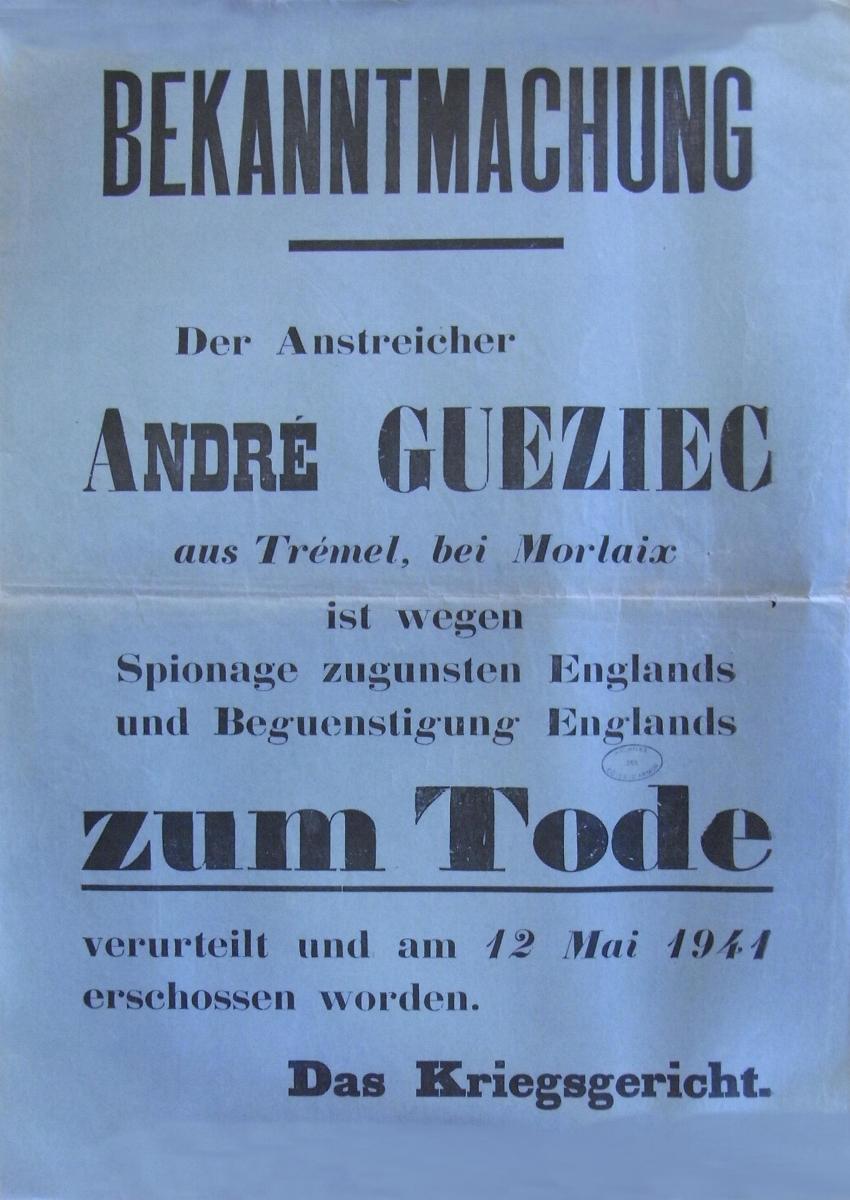 BEKANNTMACHUNG
Der Anstreicher
ANDRÉ GUEZIEC
aus Trémel, bei Morlaix
ist wegen
Spionage zugunsten Englands
und Beguenstigung Englands
zum Tode
verurteilt und am 12 Mai 1941
erschossen worden.
Das Kriegsgericht.